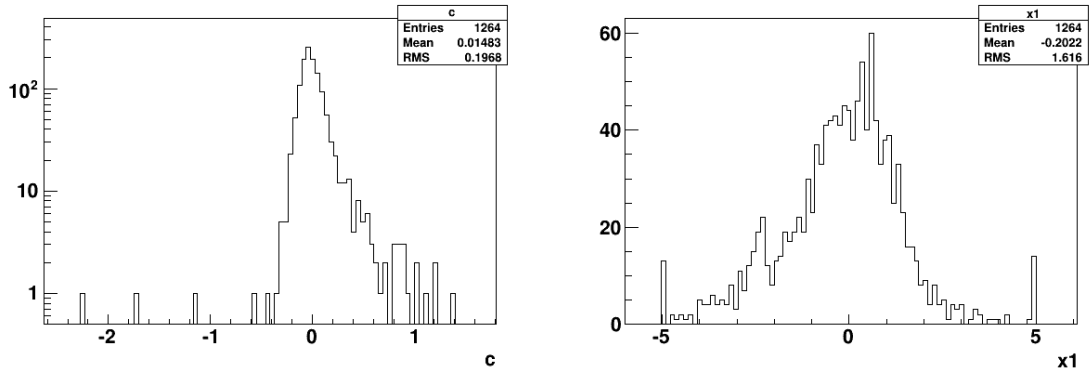 c
Entries 1264
Mean 0.01483
RMS 0.1968
10²
10
1
-2 -1 0 1
c
x1
Entries 1264
Mean -0.2022
RMS 1.616
60
40
20
0
-5 0 5
x1